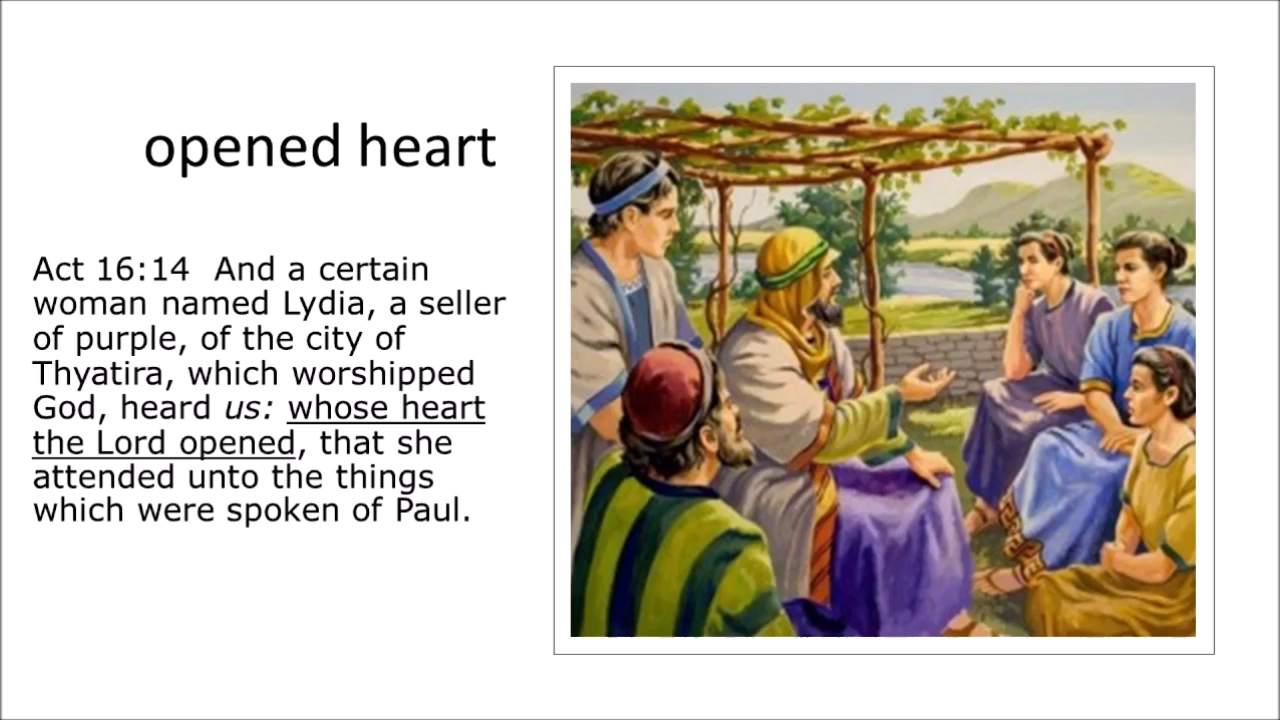 opened heart
Act 16:14  And a certain
woman named Lydia, a seller
of purple, of the city of
Thyatira, which worshipped
God, heard us: whose heart
the Lord opened, that she
attended unto the things
which were spoken of Paul.